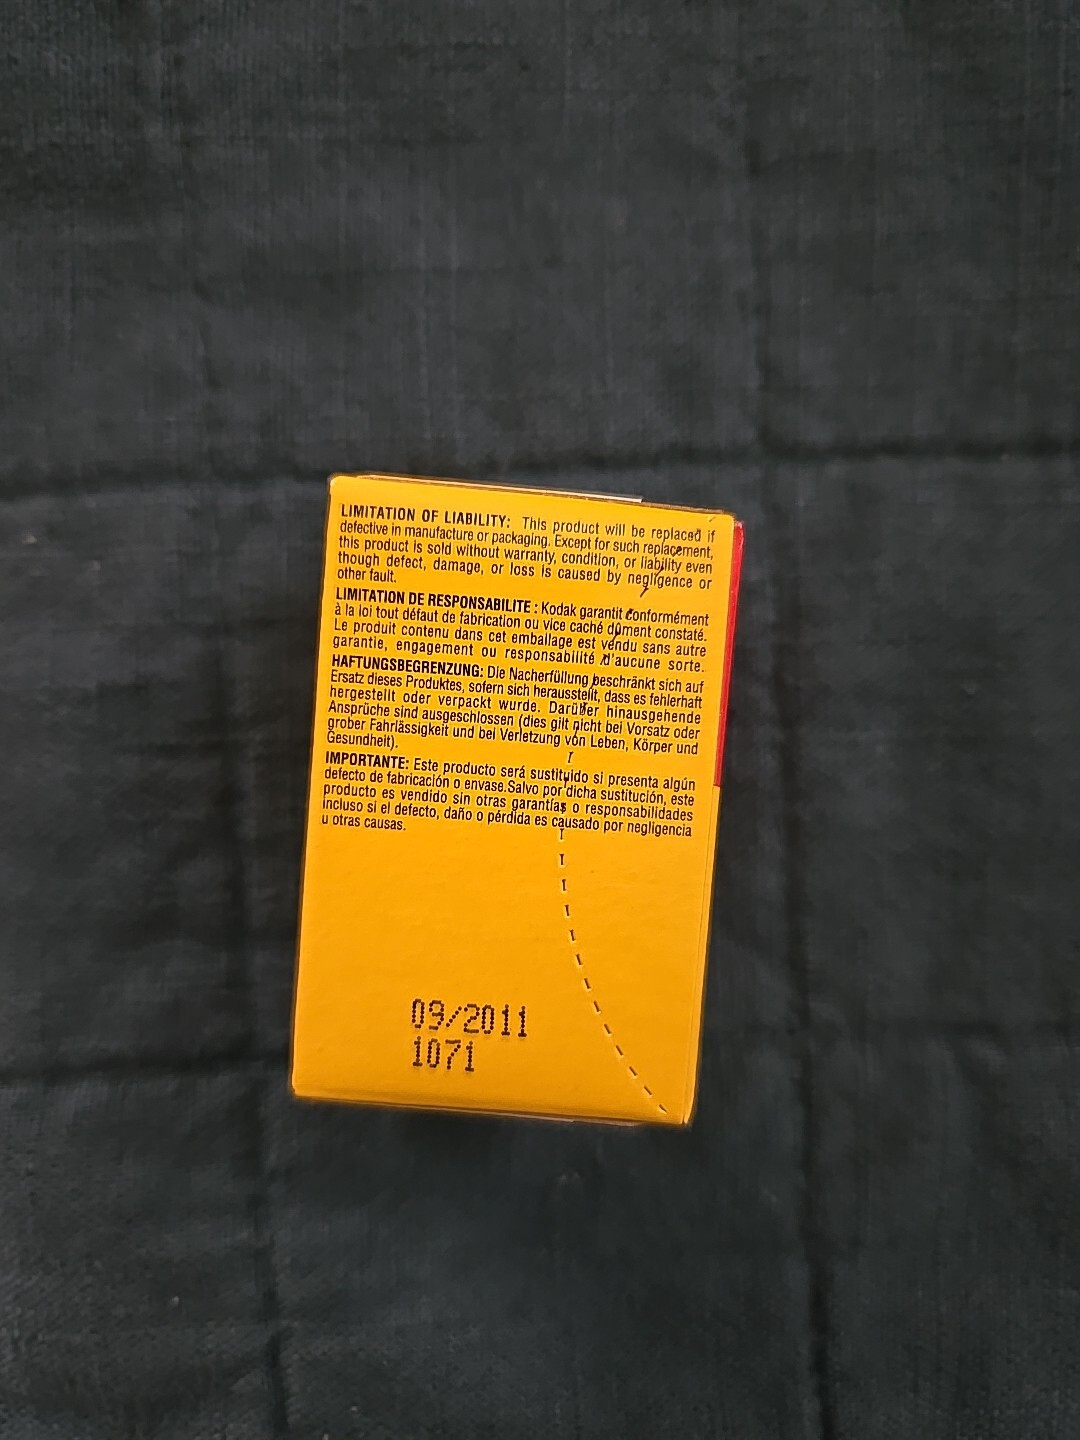 LIMITATION OF LIABILITY: This product will be replaced if
defective in manufacture or packaging. Except for such replacement,
this product is sold without warranty, condition, or liability even
though defect, damage, or loss is caused by negligence or
other fault.
LIMITATION DE RESPONSABILITE : Kodak garantit conformément
à la loi tout défaut de fabrication ou vice caché dûment constaté.
Le produit contenu dans cet emballage est vendu sans autre
garantie, engagement ou responsabilité d'aucune sorte.
HAFTUNGSBEGRENZUNG: Die Nacherfüllung beschränkt sich auf
Ersatz dieses Produktes, sofern sich herausstellt, dass es fehlerhaft
hergestellt oder verpackt wurde. Darüber hinausgehende
Ansprüche sind ausgeschlossen (dies gilt nicht bei Vorsatz oder
grober Fahrlässigkeit und bei Verletzung von Leben, Körper und
Gesundheit).
IMPORTANTE: Este producto será sustituido si presenta algún
defecto de fabricación o envase.Salvo por dicha sustitución, este
producto es vendido sin otras garantías o responsabilidades
incluso si el defecto, daño o pérdida es causado por negligencia
u otras causas.
09/2011
1071